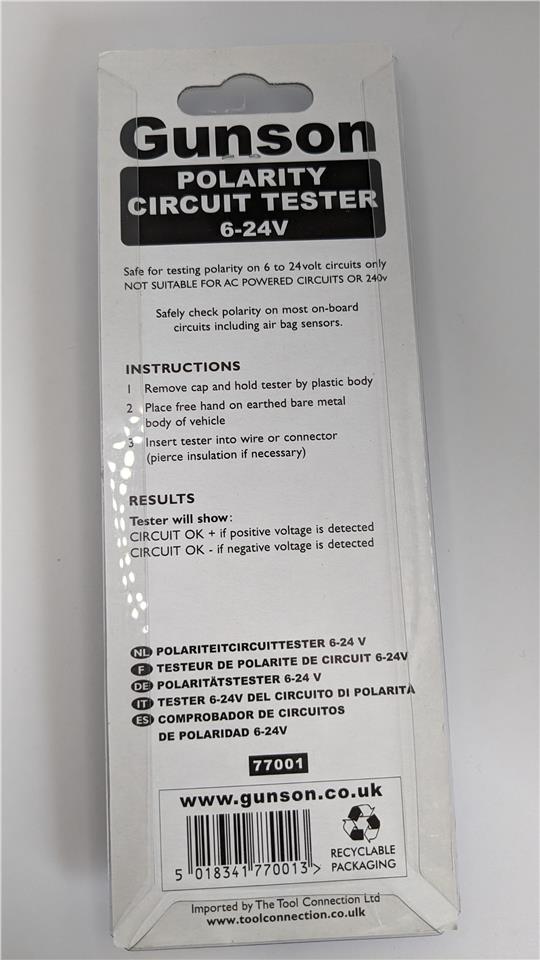 Gunson
POLARITY
CIRCUIT TESTER
6-24V
Safe for testing polarity on 6 to 24volt circuits only
NOT SUITABLE FOR AC POWERED CIRCUITS OR 240v
Safely check polarity on most on-board
circuits including air bag sensors.
INSTRUCTIONS
1 Remove cap and hold tester by plastic body
2 Place free hand on earthed bare metal
body of vehicle
3 Insert tester into wire or connector
(pierce insulation if necessary)
RESULTS
Tester will show:
CIRCUIT OK + if positive voltage is detected
CIRCUIT OK - if negative voltage is detected
NL POLARITEITCIRCUITTESTER 6-24 V
F TESTEUR DE POLARITE DE CIRCUIT 6-24V
DE POLARITÄTSTESTER 6-24 V
IT TESTER 6-24V DEL CIRCUITO DI POLARITÀ
ES COMPROBADOR DE CIRCUITOS
DE POLARIDAD 6-24V
77001
www.gunson.co.uk
5 018341 770013 >
RECYCLABLE
PACKAGING
Imported by The Tool Connection Ltd
www.toolconnection.co.uk